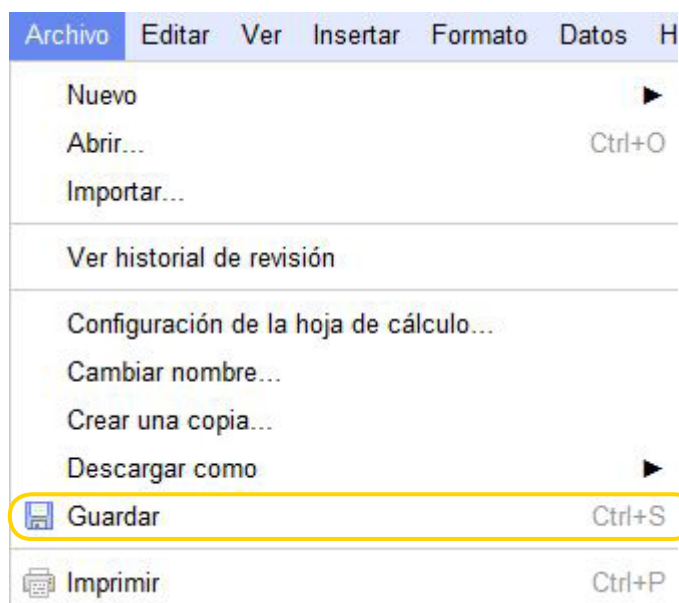 Archivo Editar Ver Insertar Formato Datos H
Nuevo
Abrir... Ctrl+O
Importar...
Ver historial de revisión
Configuración de la hoja de cálculo...
Cambiar nombre...
Crear una copia...
Descargar como
Guardar Ctrl+S
Imprimir Ctrl+P